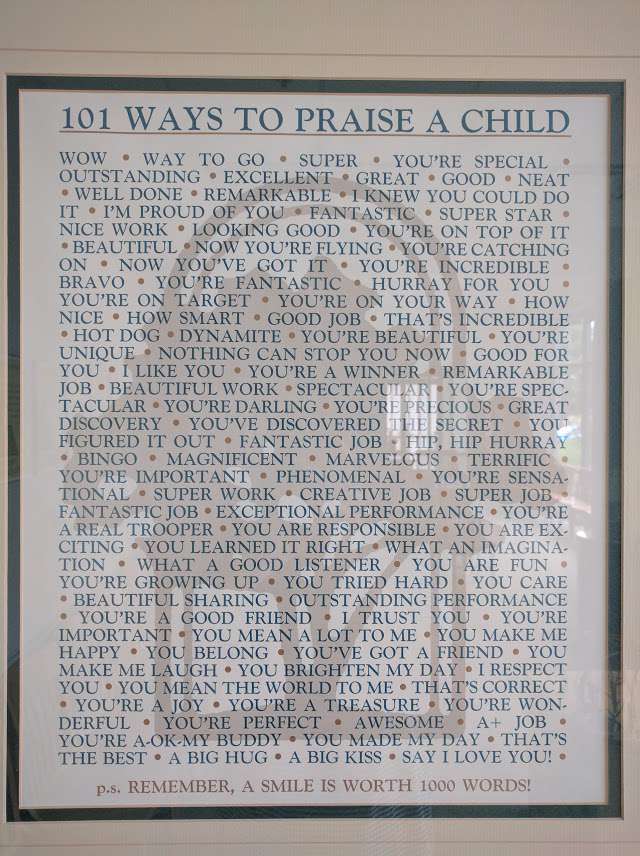 101 WAYS TO PRAISE A CHILD
WOW • WAY TO GO • SUPER • YOU'RE SPECIAL •
OUTSTANDING • EXCELLENT • GREAT • GOOD • NEAT
• WELL DONE • REMARKABLE • I KNEW YOU COULD DO
IT • I'M PROUD OF YOU • FANTASTIC • SUPER STAR •
NICE WORK • LOOKING GOOD • YOU'RE ON TOP OF IT
• BEAUTIFUL • NOW YOU'RE FLYING • YOU'RE CATCHING
ON • NOW YOU'VE GOT IT • YOU'RE INCREDIBLE •
BRAVO • YOU'RE FANTASTIC • HURRAY FOR YOU •
YOU'RE ON TARGET • YOU'RE ON YOUR WAY • HOW
NICE • HOW SMART • GOOD JOB • THAT'S INCREDIBLE
• HOT DOG • DYNAMITE • YOU'RE BEAUTIFUL • YOU'RE
UNIQUE • NOTHING CAN STOP YOU NOW • GOOD FOR
YOU • I LIKE YOU • YOU'RE A WINNER • REMARKABLE
JOB • BEAUTIFUL WORK • SPECTACULAR • YOU'RE SPEC-
TACULAR • YOU'RE DARLING • YOU'RE PRECIOUS • GREAT
DISCOVERY • YOU'VE DISCOVERED THE SECRET • YOU
FIGURED IT OUT • FANTASTIC JOB • HIP, HIP HURRAY
• BINGO • MAGNIFICENT • MARVELOUS • TERRIFIC •
YOU'RE IMPORTANT • PHENOMENAL • YOU'RE SENSA-
TIONAL • SUPER WORK • CREATIVE JOB • SUPER JOB •
FANTASTIC JOB • EXCEPTIONAL PERFORMANCE • YOU'RE
A REAL TROOPER • YOU ARE RESPONSIBLE • YOU ARE EX-
CITING • YOU LEARNED IT RIGHT • WHAT AN IMAGINA-
TION • WHAT A GOOD LISTENER • YOU ARE FUN •
YOU'RE GROWING UP • YOU TRIED HARD • YOU CARE
• BEAUTIFUL SHARING • OUTSTANDING PERFORMANCE
• YOU'RE A GOOD FRIEND • I TRUST YOU • YOU'RE
IMPORTANT • YOU MEAN A LOT TO ME • YOU MAKE ME
HAPPY • YOU BELONG • YOU'VE GOT A FRIEND • YOU
MAKE ME LAUGH • YOU BRIGHTEN MY DAY • I RESPECT
YOU • YOU MEAN THE WORLD TO ME • THAT'S CORRECT
• YOU'RE A JOY • YOU'RE A TREASURE • YOU'RE WON-
DERFUL • YOU'RE PERFECT • AWESOME • A+ JOB •
YOU'RE A-OK-MY BUDDY • YOU MADE MY DAY • THAT'S
THE BEST • A BIG HUG • A BIG KISS • SAY I LOVE YOU! •
p.s. REMEMBER, A SMILE IS WORTH 1000 WORDS!